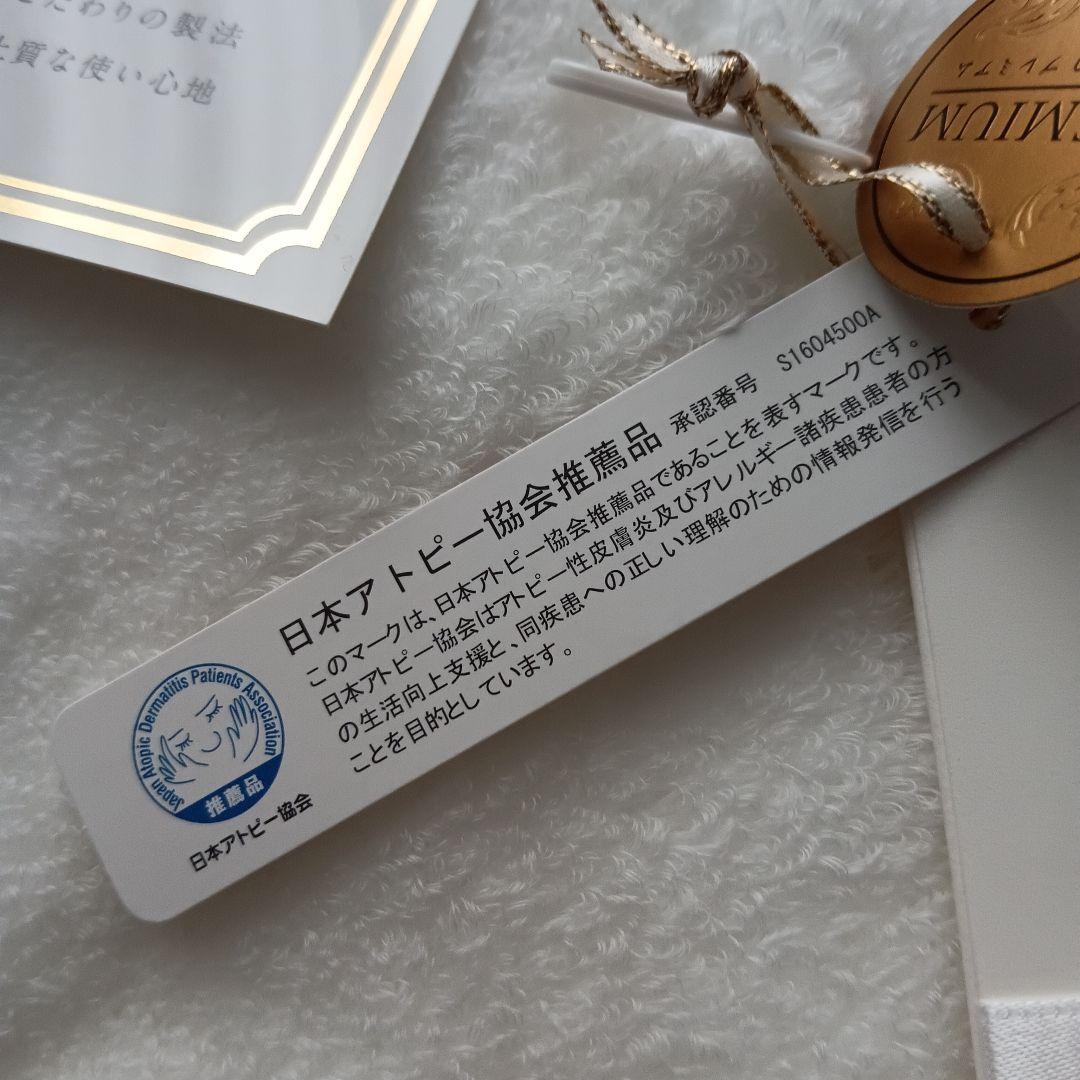 だわりの製法
質な使い心地
MIUM
プレミアム
日本アトピー協会推薦品 承認番号 S1604500A
このマークは、日本アトピー協会推薦品であることを表すマークです。
日本アトピー協会はアトピー性皮膚炎及びアレルギー諸疾患患者の方
の生活向上支援と、同疾患への正しい理解のための情報発信を行う
ことを目的としています。
Japan Atopic Dermatitis Patients Association
推薦品
日本アトピー協会